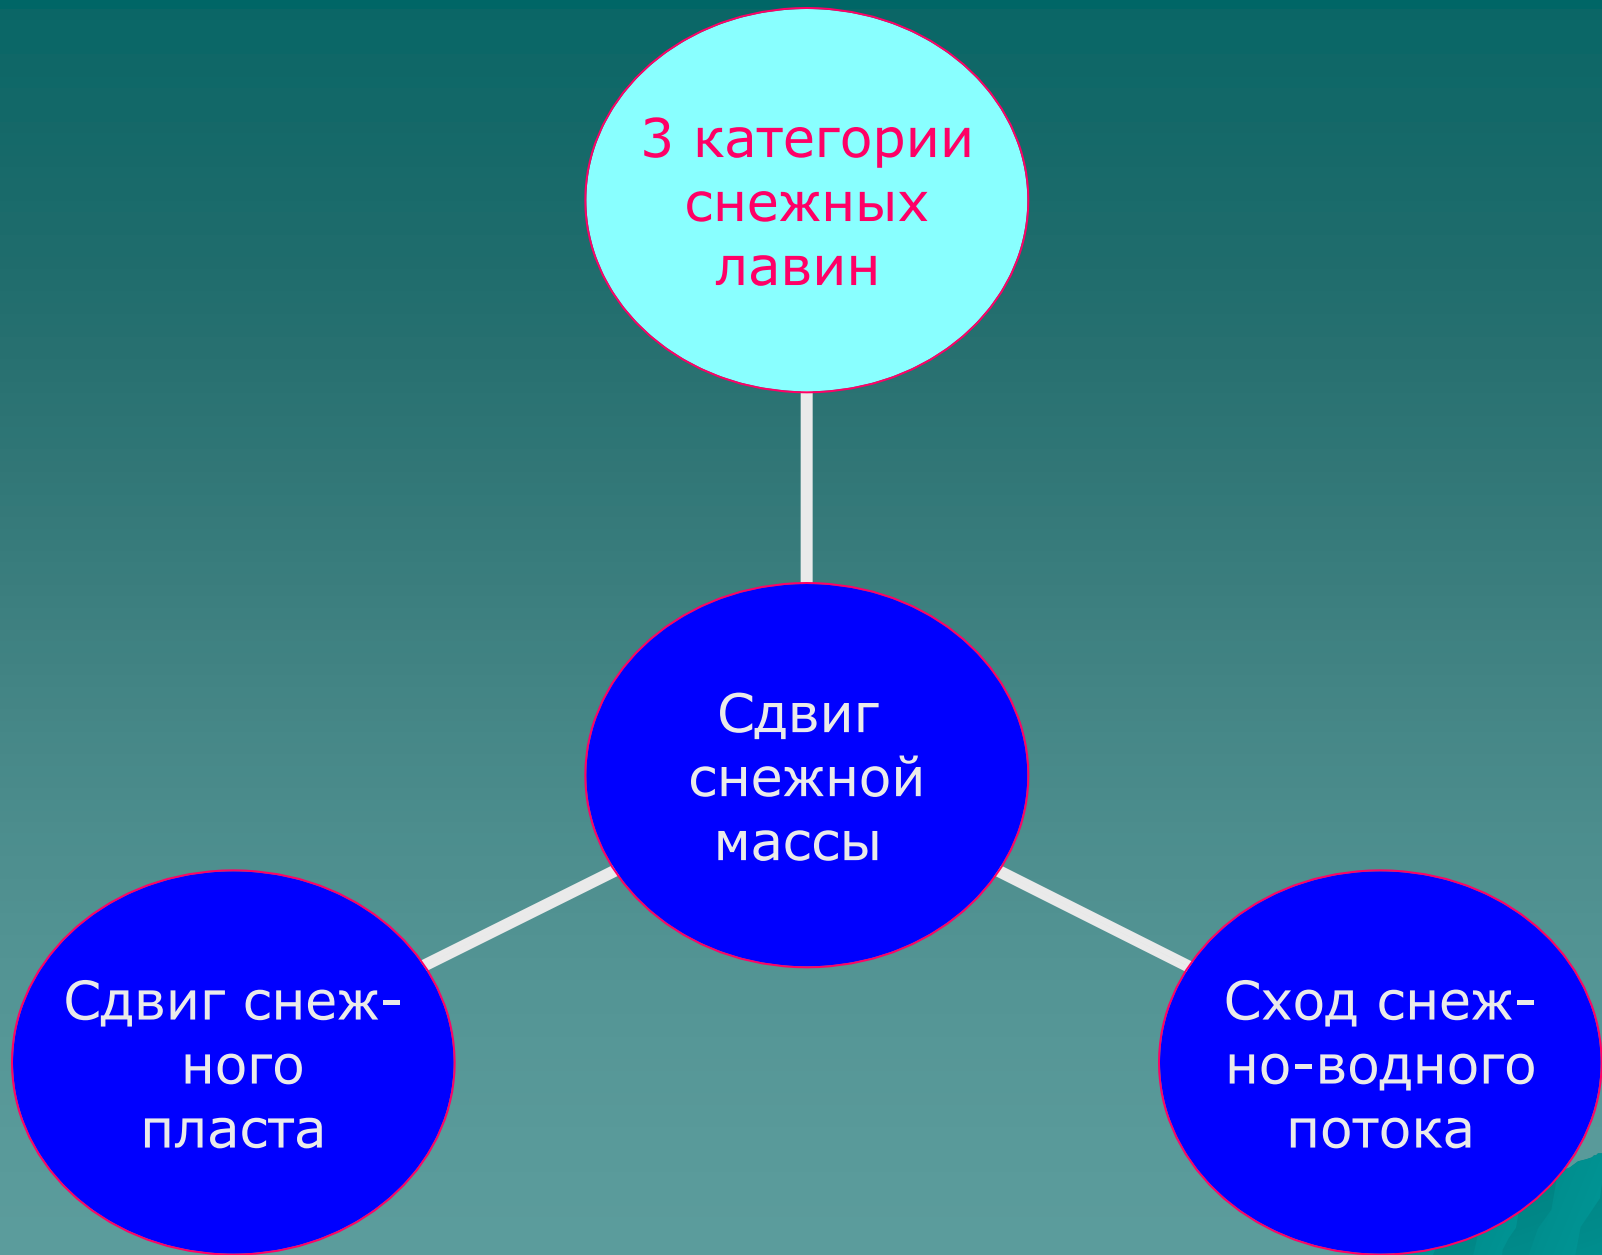 3 категории
снежных
лавин
Сдвиг
снежной
массы
Сдвиг снеж-
ного
пласта
Сход снеж-
но-водного
потока